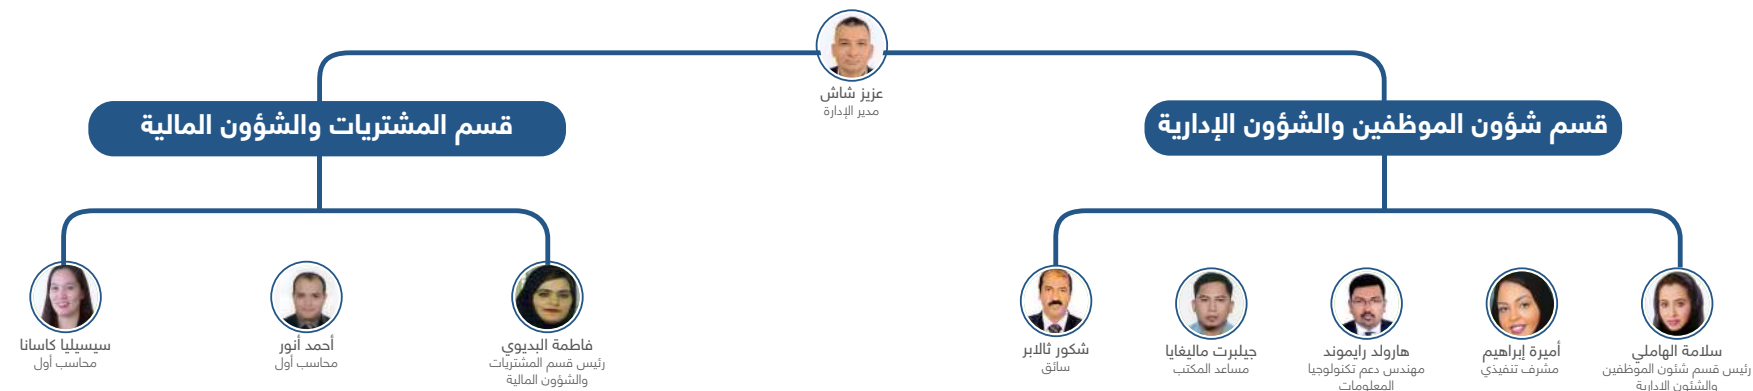 عزيز شاش
مدير الإدارة
قسم شؤون الموظفين والشؤون الإدارية
سلامة الهاملي
رئيس قسم شئون الموظفين
والشئون الإدارية
أميرة إبراهيم
مشرف تنفيذي
هارولد رايموند
مهندس دعم تكنولوجيا
المعلومات
جيلبرت ماليغايا
مساعد المكتب
شكور ثالابر
سائق
قسم المشتريات والشؤون المالية
فاطمة البديوي
رئيس قسم المشتريات
والشؤون المالية
أحمد أنور
محاسب أول
سيسيليا كاسانا
محاسب أول